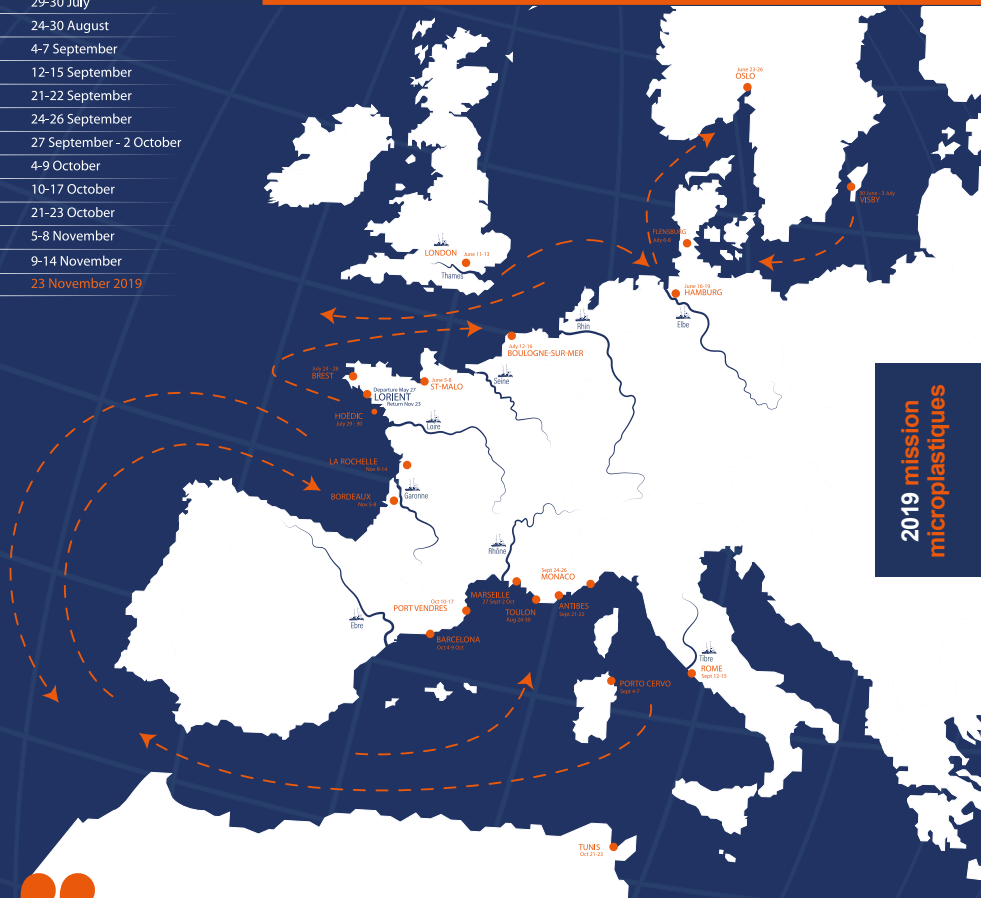 29-30 July
24-30 August
4-7 September
12-15 September
21-22 September
24-26 September
27 September - 2 October
4-9 October
10-17 October
21-23 October
5-8 November
9-14 November
23 November 2019
June 23-26
OSLO
30 June - 3 July
VISBY
FLENSBURG
July 6-8
LONDON
June 11-13
Thames
June 16-19
HAMBURG
Elbe
Rhin
July 12-16
BOULOGNE-SUR-MER
Seine
BREST
June 5-8
ST-MALO
Departure May 27
LORIENT
Return Nov 23
HOËDIC
July 29 - 30
Loire
LA ROCHELLE
Nov 9-14
BORDEAUX
Nov 5-8
Garonne
Rhône
Sept 24-26
MONACO
MARSEILLE
27 Sept-2 Oct
TOULON
Aug 24-30
ANTIBES
Sept 21-22
Oct 10-17
PORT VENDRES
BARCELONA
Oct 4-9 Oct
Ebre
Tibre
ROME
Sept 12-15
PORTO CERVO
Sept 4-7
TUNIS
Oct 21-23
2019 mission
microplastiques